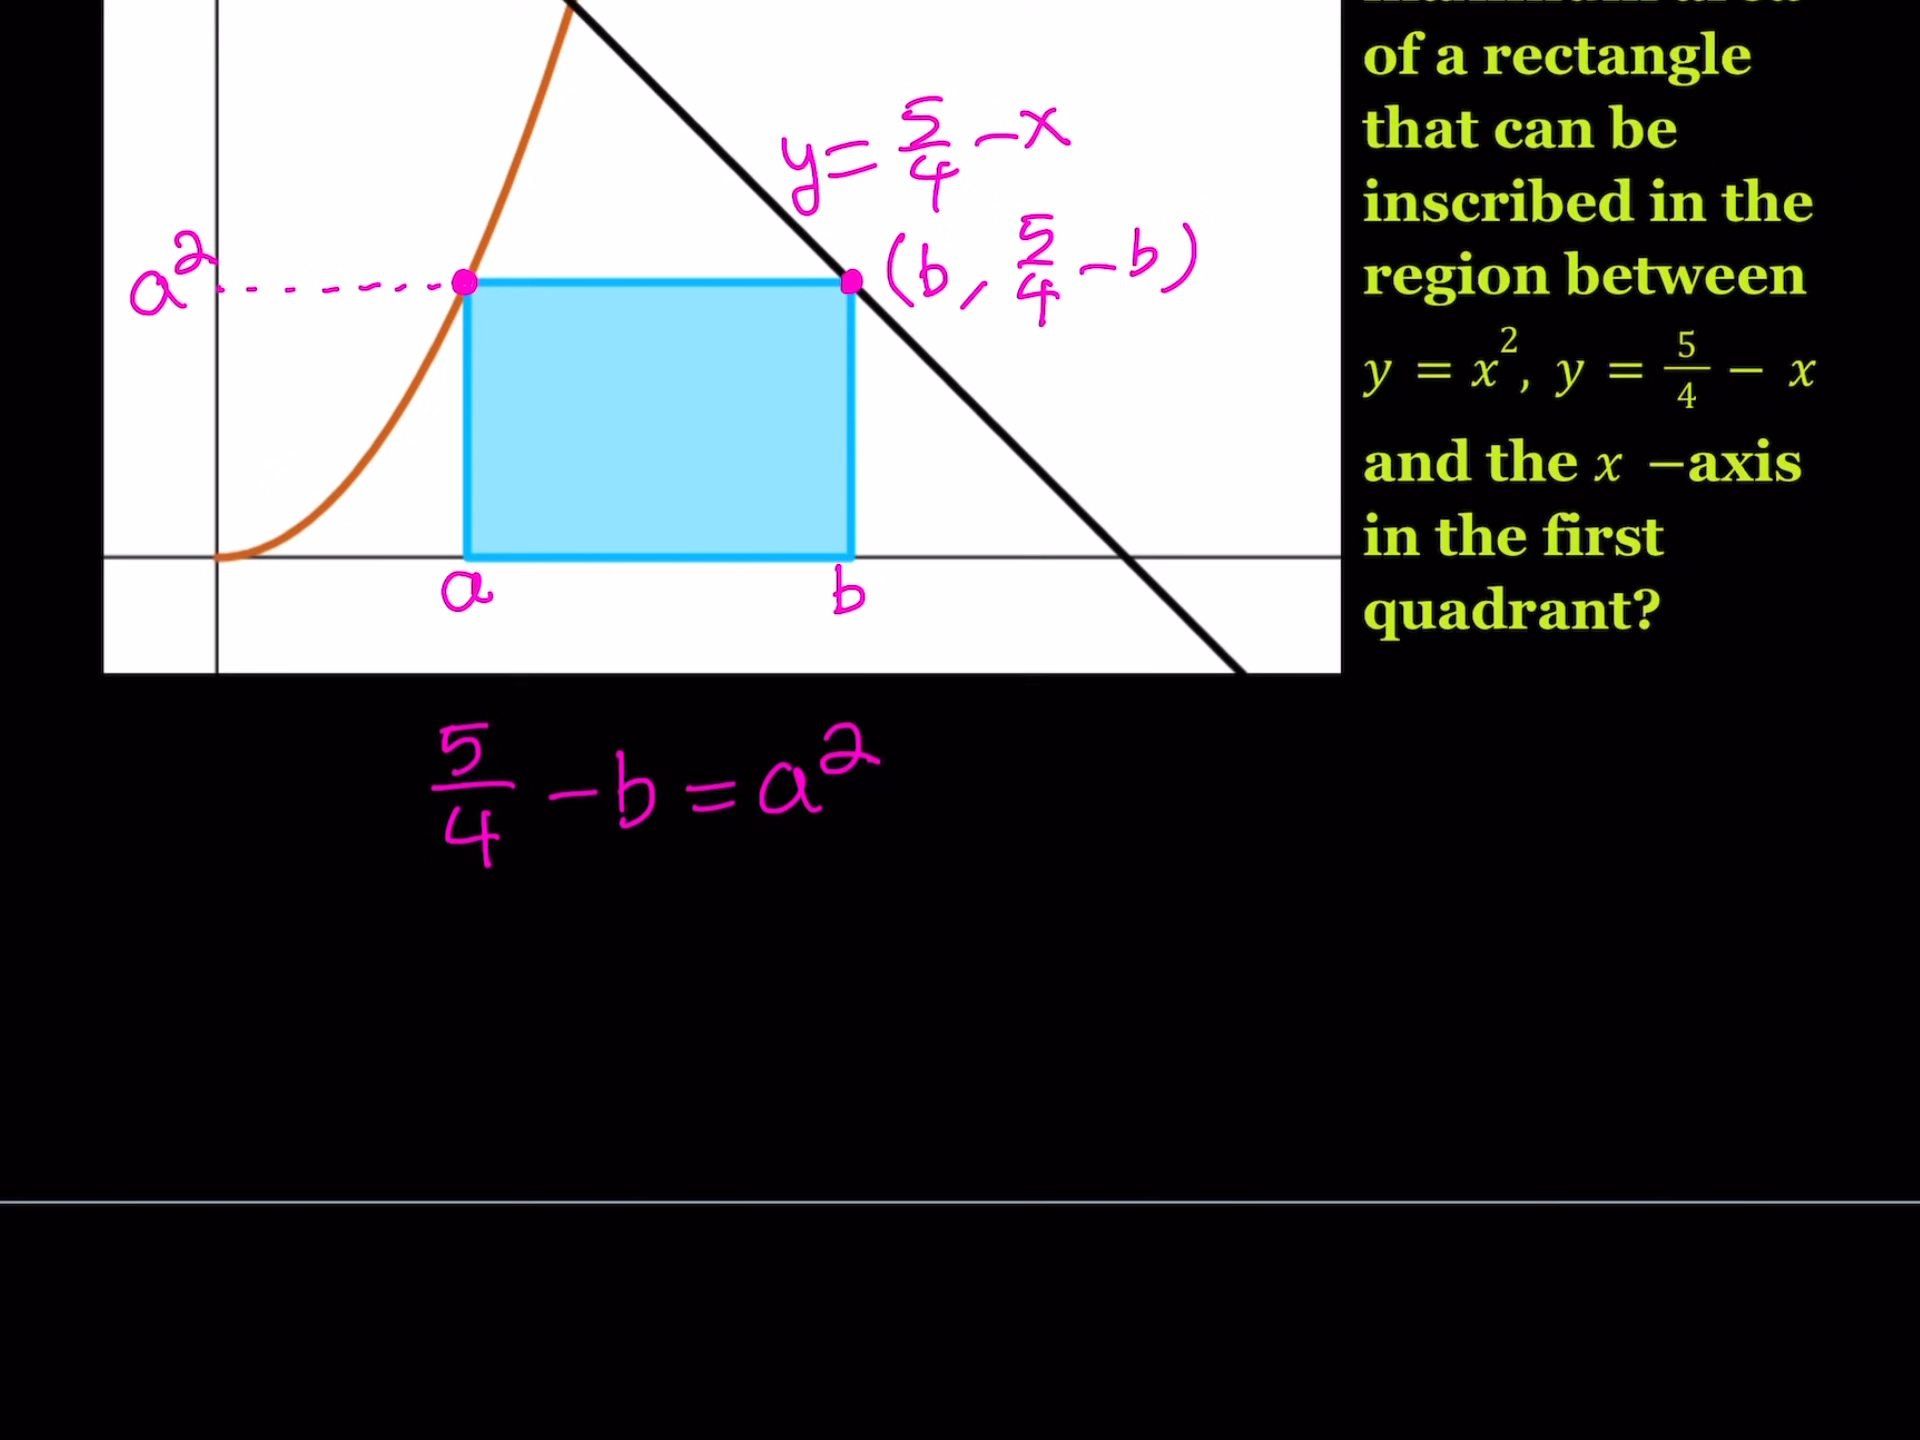 of a rectangle
that can be
inscribed in the
region between
y = x², y = 5/4 − x
and the x −axis
in the first
quadrant?
y = 5/4 − x
a²
(b, 5/4 − b)
a
b
5/4 − b = a²